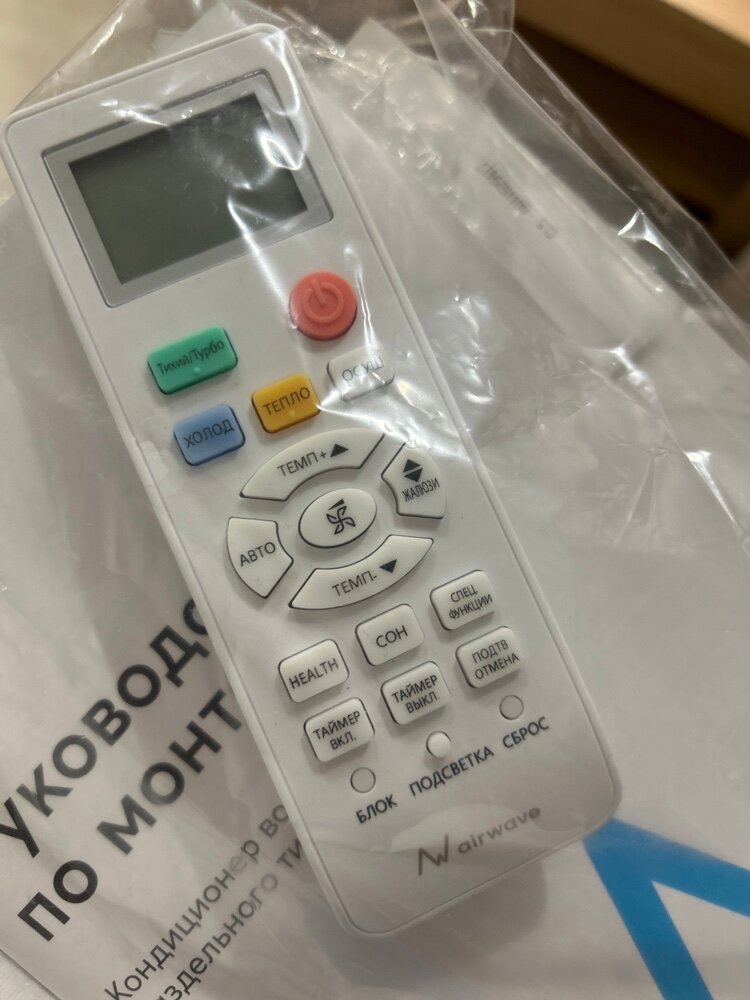 Тихий/Турбо
ХОЛОД
ТЕПЛО
ОСУШ
ТЕМП+
АВТО
ЖАЛЮЗИ
ТЕМП-
HEALTH
СОН
СПЕЦ
ФУНКЦИИ
ТАЙМЕР
ВКЛ.
ТАЙМЕР
ВЫКЛ.
ПОДТВ
ОТМЕНА
БЛОК
ПОДСВЕТКА
СБРОС
airwave
УКОВОДС
ПО МОНТ
Кондиционер во
аздельного ти